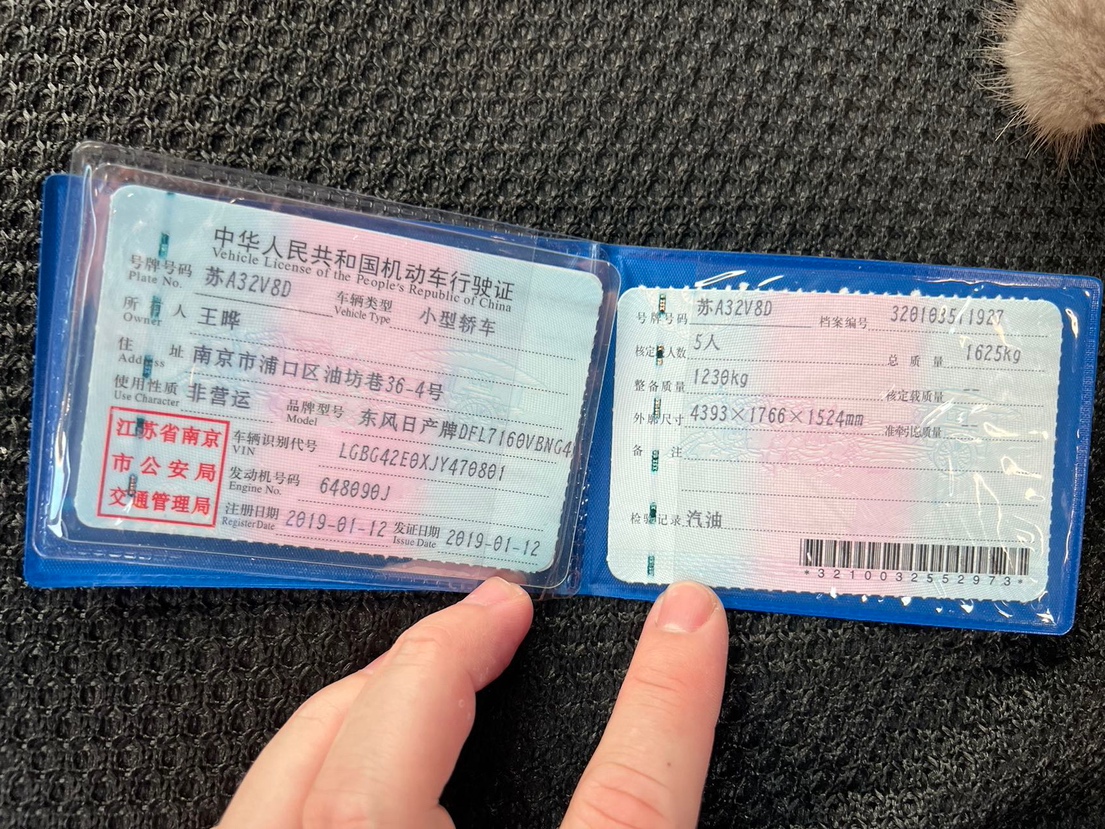 中华人民共和国机动车行驶证
Vehicle License of the People's Republic of China
号牌号码 苏A32V8D 车辆类型 小型轿车
Plate No. Vehicle Type
所 有 人 王晔
Owner
住 址 南京市浦口区油坊巷36-4号
Address
使用性质 非营运 品牌型号 东风日产牌DFL7160VBNG4
Use Character Model
江苏省南京
市公安局
交通管理局
车辆识别代号 LGBG42E0XJY470801
VIN
发动机号码 648090J
Engine No.
注册日期 2019-01-12 发证日期 2019-01-12
Register Date Issue Date
号牌号码 苏A32V8D 档案编号
核定载人数 5人 总 质 量 1625kg
整备质量 1230kg 核定载质量 --
外廓尺寸 4393×1766×1524mm 准牵引总质量 --
备 注
检验记录 汽油
*3210032552973*